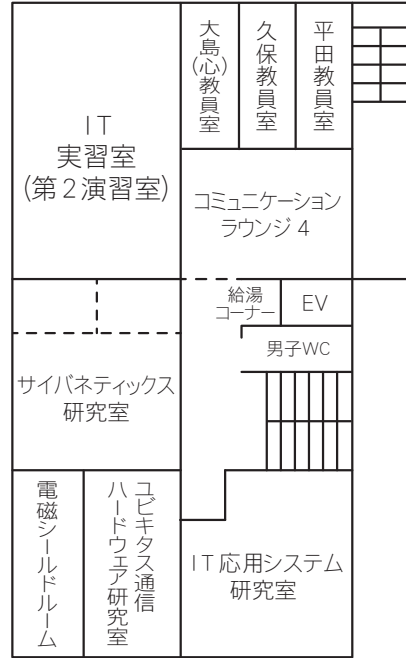 IT
実習室
(第2演習室)
大島(心)教員室
久保教員室
平田教員室
コミュニケーション
ラウンジ4
給湯
コーナー
EV
男子WC
サイバネティックス
研究室
電磁シールドルーム
ユビキタス通信
ハードウェア研究室
IT応用システム
研究室